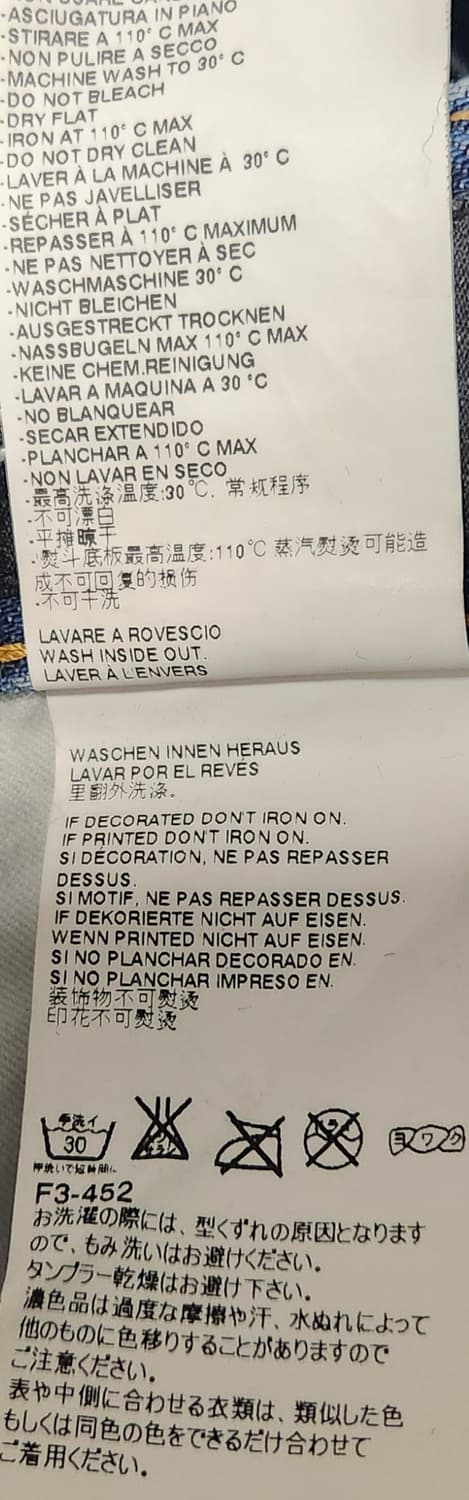 -ASCIUGATURA IN PIANO
-STIRARE A 110° C MAX
-NON PULIRE A SECCO
-MACHINE WASH TO 30° C
-DO NOT BLEACH
-DRY FLAT
-IRON AT 110° C MAX
-DO NOT DRY CLEAN
-LAVER À LA MACHINE À 30° C
-NE PAS JAVELLISER
-SÉCHER À PLAT
-REPASSER À 110° C MAXIMUM
-NE PAS NETTOYER À SEC
-WASCHMASCHINE 30° C
-NICHT BLEICHEN
-AUSGESTRECKT TROCKNEN
-NASSBUGELN MAX 110° C MAX
-KEINE CHEM.REINIGUNG
-LAVAR A MAQUINA A 30 °C
-NO BLANQUEAR
-SECAR EXTENDIDO
-PLANCHAR A 110° C MAX
-NON LAVAR EN SECO
-最高洗涤温度:30℃, 常规程序
-不可漂白
-平摊晾干
-熨斗底板最高温度:110℃ 蒸汽熨烫可能造
成不可回复的损伤
-不可干洗
LAVARE A ROVESCIO
WASH INSIDE OUT.
LAVER À L'ENVERS
WASCHEN INNEN HERAUS
LAVAR POR EL REVÉS
里翻外洗涤。
IF DECORATED DON'T IRON ON.
IF PRINTED DON'T IRON ON.
SI DÉCORATION, NE PAS REPASSER
DESSUS.
SI MOTIF, NE PAS REPASSER DESSUS.
IF DEKORIERTE NICHT AUF EISEN.
WENN PRINTED NICHT AUF EISEN.
SI NO PLANCHAR DECORADO EN.
SI NO PLANCHAR IMPRESO EN.
装饰物不可熨烫
印花不可熨烫
手洗イ
30
ヨワク
押洗いで短時間に
F3-452
お洗濯の際には、型くずれの原因となります
ので、もみ洗いはお避けください。
タンブラー乾燥はお避け下さい。
濃色品は過度な摩擦や汗、水ぬれによって
他のものに色移りすることがありますので
ご注意ください。
表や中側に合わせる衣類は、類似した色
もしくは同色の色をできるだけ合わせて
ご着用ください。